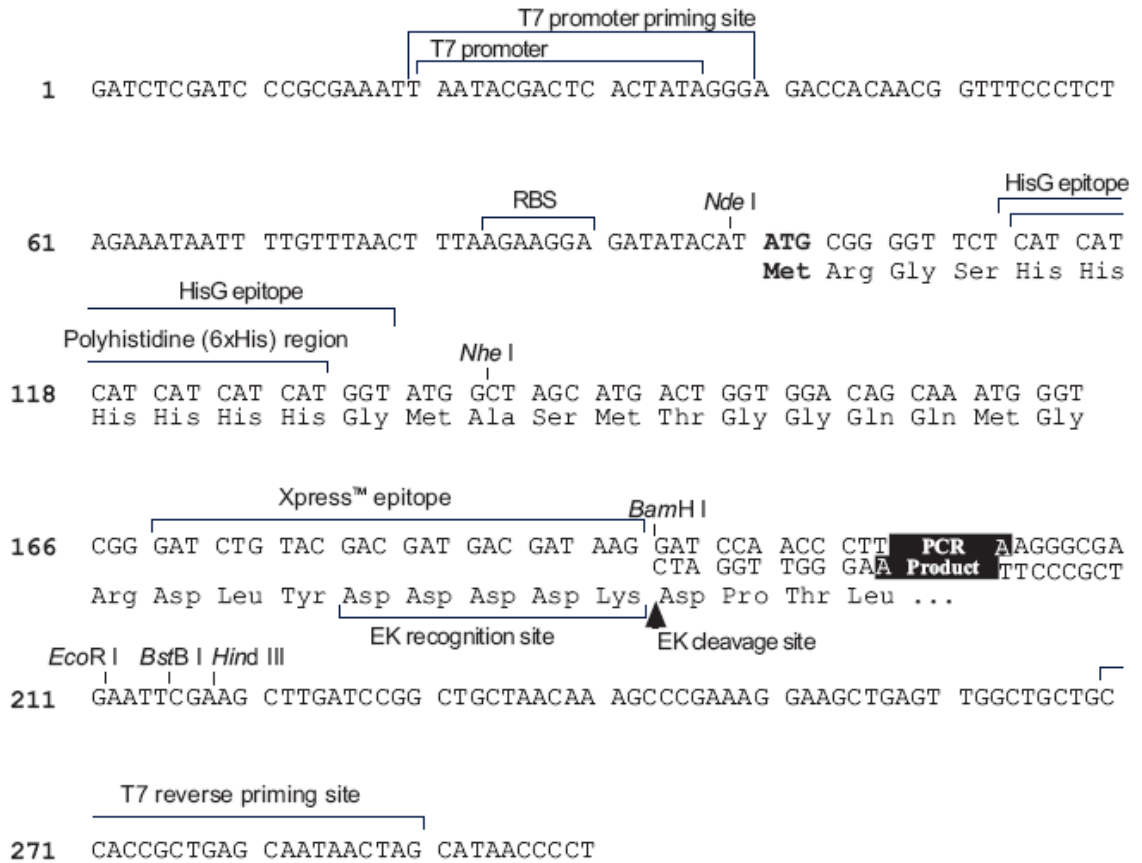 T7 promoter priming site
T7 promoter
1 GATCTCGATC CCGCGAAATT AATACGACTC ACTATAGGGA GACCACAACG GTTTCCCTCT
RBS Nde I HisG epitope
61 AGAAATAATT TTGTTTAACT TTAAGAAGGA GATATACAT ATG CGG GGT TCT CAT CAT
Met Arg Gly Ser His His
HisG epitope
Polyhistidine (6xHis) region
Nhe I
118 CAT CAT CAT CAT GGT ATG GCT AGC ATG ACT GGT GGA CAG CAA ATG GGT
His His His His Gly Met Ala Ser Met Thr Gly Gly Gln Gln Met Gly
Xpress™ epitope
BamH I
166 CGG GAT CTG TAC GAC GAT GAC GAT AAG GAT CCA ACC CTT PCR AAGGGCGA
CTA GGT TGG GAA Product TTCCCGCT
Arg Asp Leu Tyr Asp Asp Asp Asp Lys Asp Pro Thr Leu ...
EK recognition site EK cleavage site
EcoR I BstB I Hind III
211 GAATTCGAAG CTTGATCCGG CTGCTAACAA AGCCCGAAAG GAAGCTGAGT TGGCTGCTGC
T7 reverse priming site
271 CACCGCTGAG CAATAACTAG CATAACCCCT